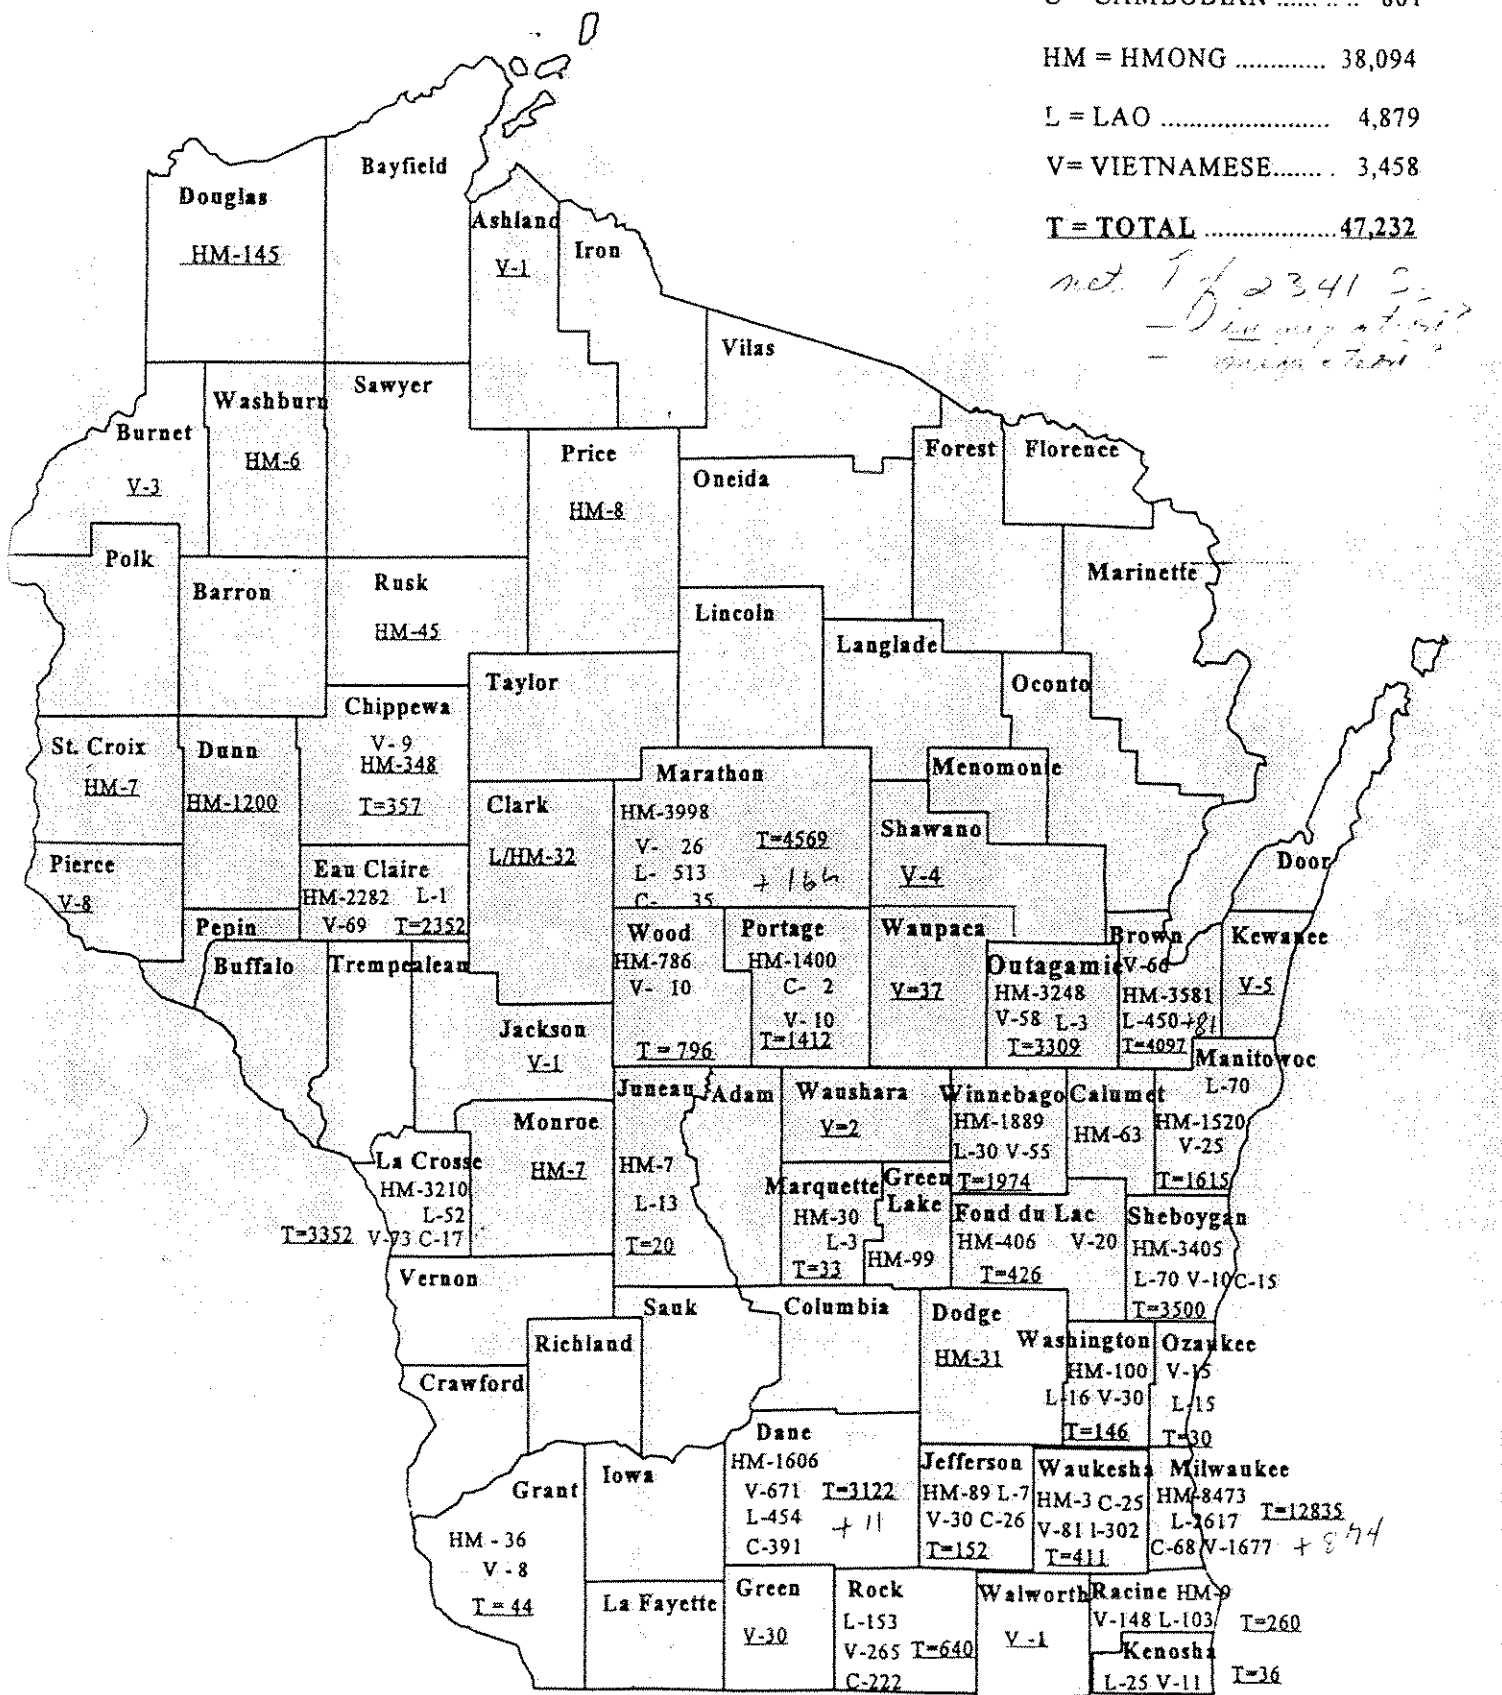 C = CAMBODIAN ...... .. .. 801
HM = HMONG ............. 38,094
L = LAO ....................... 4,879
V= VIETNAMESE....... . 3,458
T = TOTAL ...................47,232
net of 2341
Bayfield
Douglas
HM-145
Ashland
V-1
Iron
Vilas
Sawyer
Washburn
HM-6
Burnet
V-3
Price
HM-8
Oneida
Forest
Florence
Polk
Barron
Rusk
HM-45
Marinette
Lincoln
Langlade
Oconto
Taylor
Chippewa
V- 9
HM-348
T=357
St. Croix
HM-7
Dunn
HM-1200
Marathon
HM-3998
V- 26
L- 513
C- 35
T=4569
Menomonie
Clark
L/HM-32
Shawano
V-4
Door
Pierce
V-8
Eau Claire
HM-2282 L-1
V-69 T=2352
Pepin
Buffalo
Trempealeau
Wood
HM-786
V- 10
T = 796
Portage
HM-1400
C- 2
V- 10
T=1412
Waupaca
V=37
Outagamie
HM-3248
V-58 L-3
T=3309
Brown
V-66
HM-3581
L-450 +81
T=4097
Kewanee
V-5
Jackson
V-1
Manitowoc
L-70
HM-1520
V-25
T=1615
Juneau
HM-7
L-13
T=20
Adam
Waushara
V=2
Winnebago
HM-1889
L-30 V-55
T=1974
Calumet
HM-63
Monroe
HM-7
La Crosse
HM-3210
L-52
T=3352 V-73 C-17
Marquette
HM-30
L-3
T=33
Green
Lake
HM-99
Fond du Lac
HM-406 V-20
T=426
Sheboygan
HM-3405
L-70 V-10 C-15
T=3500
Vernon
Sauk
Columbia
Dodge
HM-31
Washington
HM-100
L-16 V-30
T=146
Ozaukee
V-15
L-15
T=30
Richland
Crawford
Dane
HM-1606
V-671 T=3122
L-454 + 11
C-391
Jefferson
HM-89 L-7
V-30 C-26
T=152
Waukesha
HM-3 C-25
V-81 l-302
T=411
Milwaukee
HM-8473
L-2617
C-68 V-1677
T=12835
Iowa
Grant
HM - 36
V - 8
T = 44
La Fayette
Green
V-30
Rock
L-153
V-265 T=640
C-222
Walworth
V -1
Racine HM-9
V-148 L-103 T=260
Kenosha
L-25 V-11 T=36